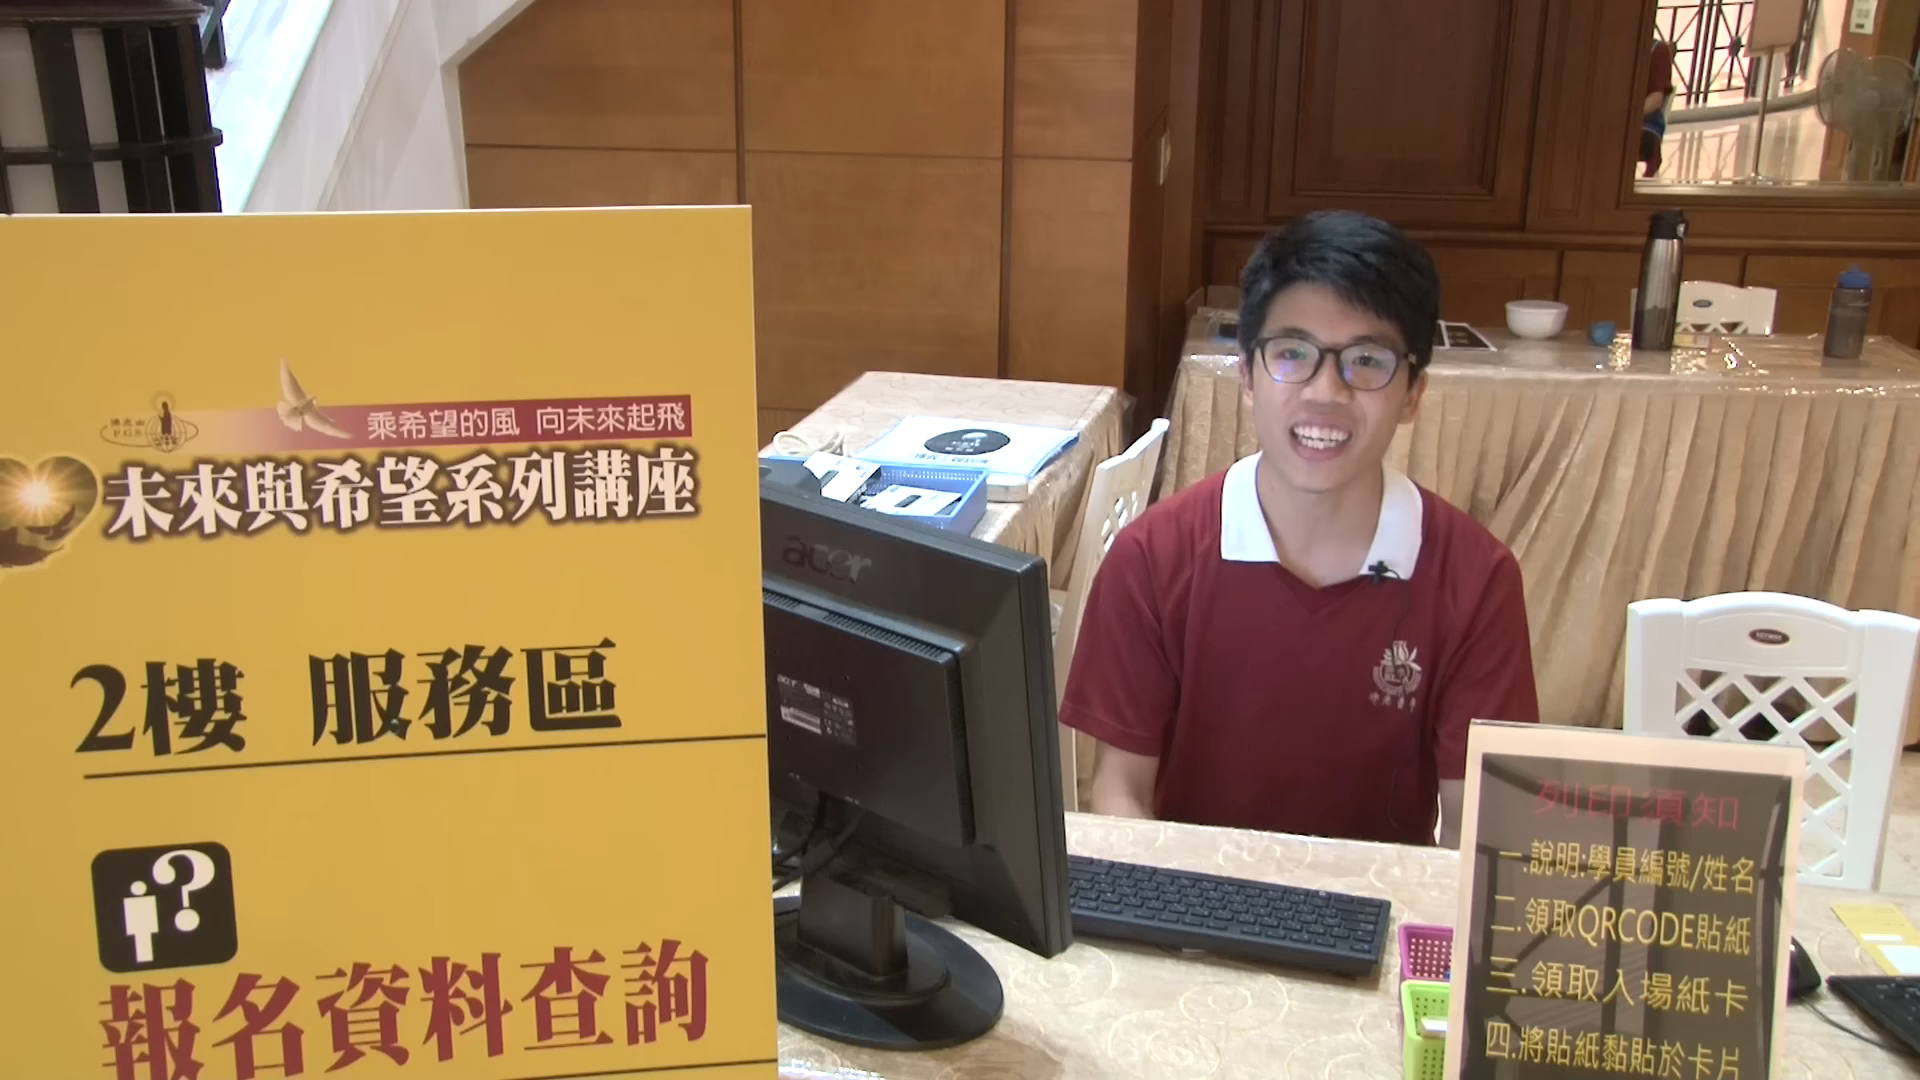 乘希望的風 向未來起飛
未來與希望系列講座
2樓 服務區
?
報名資料查詢
acer
列印須知
一.說明:學員編號/姓名
二.領取QRCODE貼紙
三.領取入場紙卡
四.將貼紙黏貼於卡片